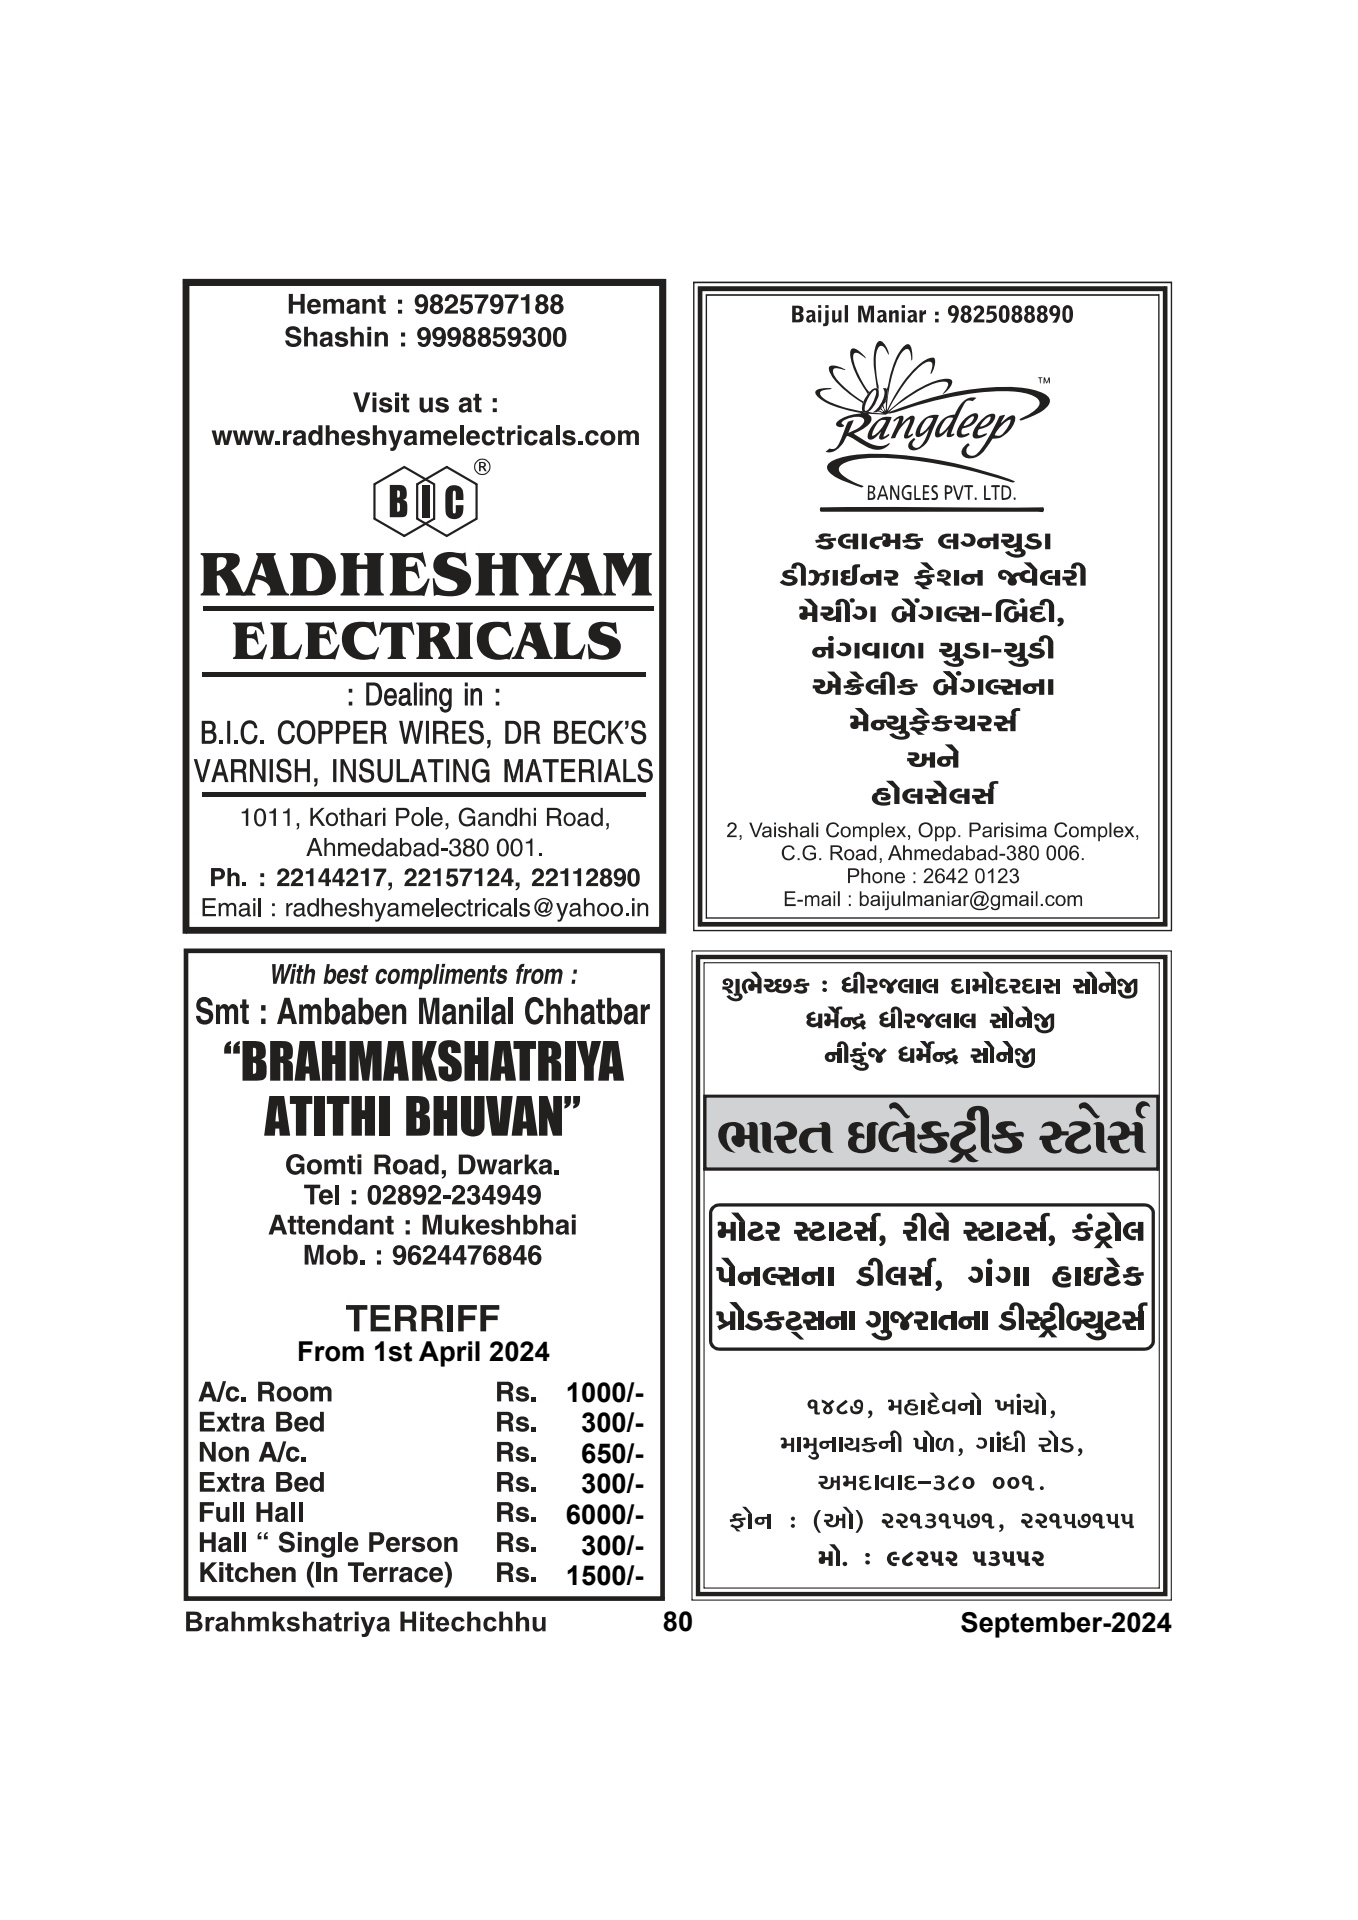 Hemant : 9825797188
Shashin : 9998859300
Visit us at :
www.radheshyamelectricals.com
BIC ®
RADHESHYAM
ELECTRICALS
: Dealing in :
B.I.C. COPPER WIRES, DR BECK'S
VARNISH, INSULATING MATERIALS
1011, Kothari Pole, Gandhi Road,
Ahmedabad-380 001.
Ph. : 22144217, 22157124, 22112890
Email : radheshyamelectricals@yahoo.in
Baijul Maniar : 9825088890
Rangdeep ™
BANGLES PVT. LTD.
કલાત્મક લગ્નચુડા
ડીઝાઈનર ફેશન જ્વેલરી
મેચીંગ બેંગલ્સ-બિંદી,
નંગવાળા ચુડા-ચુડી
એક્રેલીક બેંગલ્સના
મેન્યુફેકચરર્સ
અને
હોલસેલર્સ
2, Vaishali Complex, Opp. Parisima Complex,
C.G. Road, Ahmedabad-380 006.
Phone : 2642 0123
E-mail : baijulmaniar@gmail.com
With best compliments from :
Smt : Ambaben Manilal Chhatbar
“BRAHMAKSHATRIYA
ATITHI BHUVAN”
Gomti Road, Dwarka.
Tel : 02892-234949
Attendant : Mukeshbhai
Mob. : 9624476846
TERRIFF
From 1st April 2024
A/c. Room Rs. 1000/-
Extra Bed Rs. 300/-
Non A/c. Rs. 650/-
Extra Bed Rs. 300/-
Full Hall Rs. 6000/-
Hall “ Single Person Rs. 300/-
Kitchen (In Terrace) Rs. 1500/-
શુભેચ્છક : ધીરજલાલ દામોદરદાસ સોનેજી
ધર્મેન્દ્ર ધીરજલાલ સોનેજી
નીકુંજ ધર્મેન્દ્ર સોનેજી
ભારત ઇલેકટ્રીક સ્ટોર્સ
મોટર સ્ટાટર્સ, રીલે સ્ટાટર્સ, કંટ્રોલ
પેનલ્સના ડીલર્સ, ગંગા હાઇટેક
પ્રોડકટ્સના ગુજરાતના ડીસ્ટ્રીબ્યુટર્સ
૧૪૮૭, મહાદેવનો ખાંચો,
મામુનાયકની પોળ, ગાંધી રોડ,
અમદાવાદ–૩૮૦ ૦૦૧.
ફોન : (ઓ) ૨૨૧૩૧૫૭૧, ૨૨૧૫૭૧૫૫
મો. : ૯૮૨૫૨ ૫૩૫૫૨
Brahmkshatriya Hitechchhu 80 September-2024